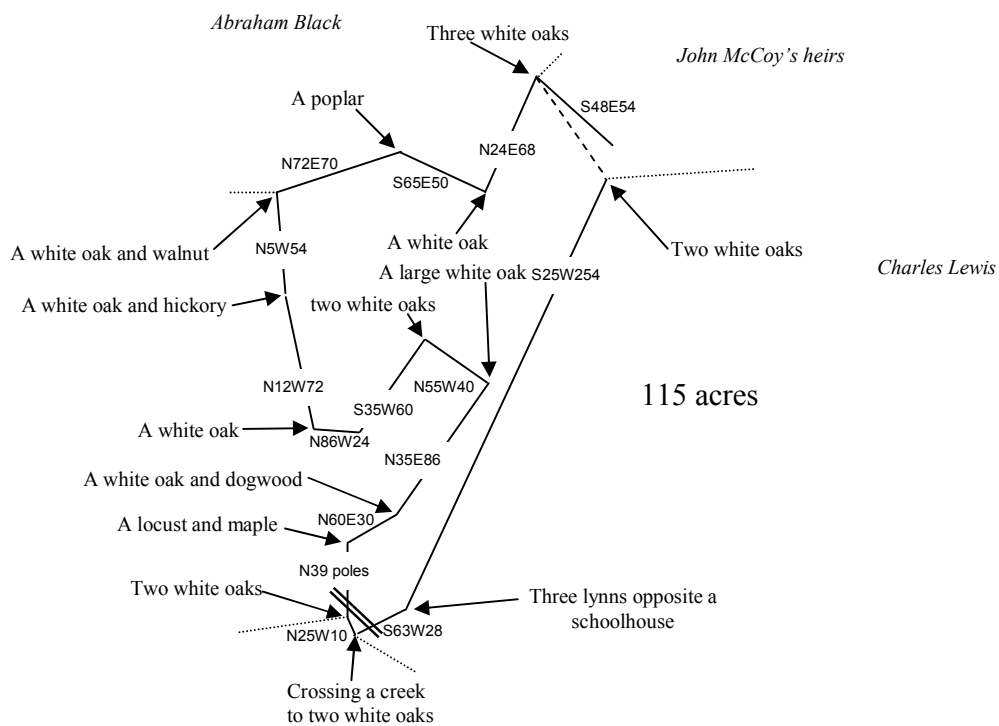 Abraham Black
Three white oaks
John McCoy's heirs
A poplar
S48E54
N24E68
N72E70
S65E50
A white oak and walnut
N5W54
A white oak
Two white oaks
A large white oak
S25W254
Charles Lewis
A white oak and hickory
two white oaks
N12W72
N55W40
115 acres
S35W60
A white oak
N86W24
N35E86
A white oak and dogwood
N60E30
A locust and maple
N39 poles
Two white oaks
Three lynns opposite a
schoolhouse
N25W10
S63W28
Crossing a creek
to two white oaks